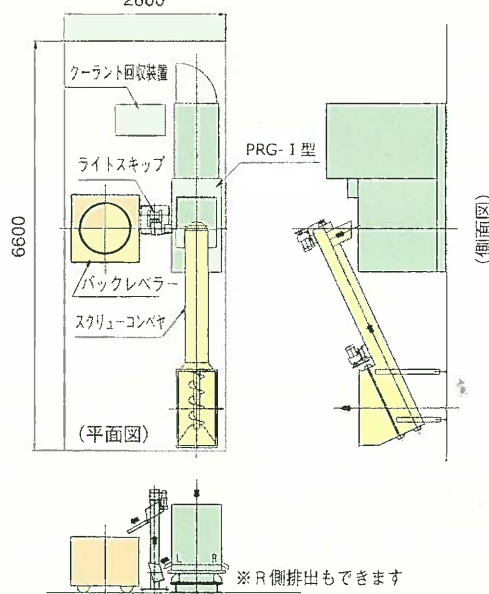 2600
クーラント回収装置
PRG-Ⅰ型
ライトスキップ
6600
(側面図)
バックレベラー
スクリューコンベヤ
(平面図)
L R
※R側排出もできます